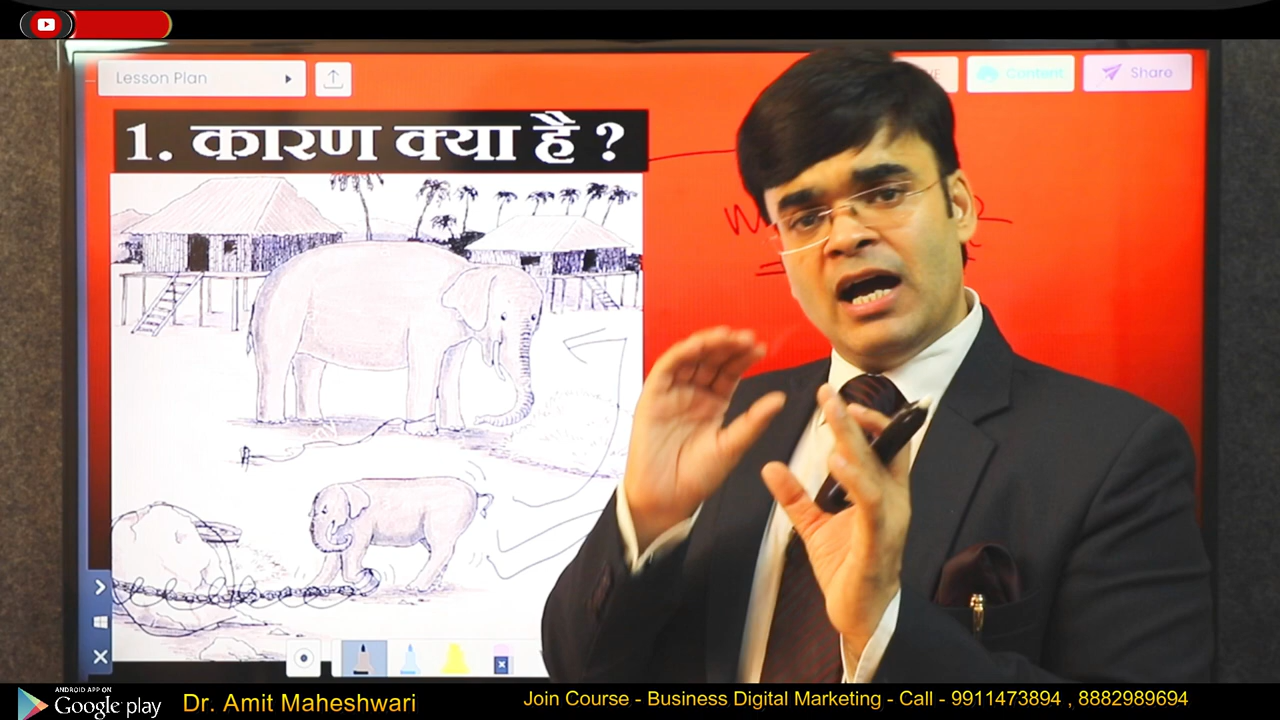 Lesson Plan
Content
Share
1. कारण क्या है ?
ANDROID APP ON
Google play
Dr. Amit Maheshwari
Join Course - Business Digital Marketing - Call - 9911473894 , 8882989694